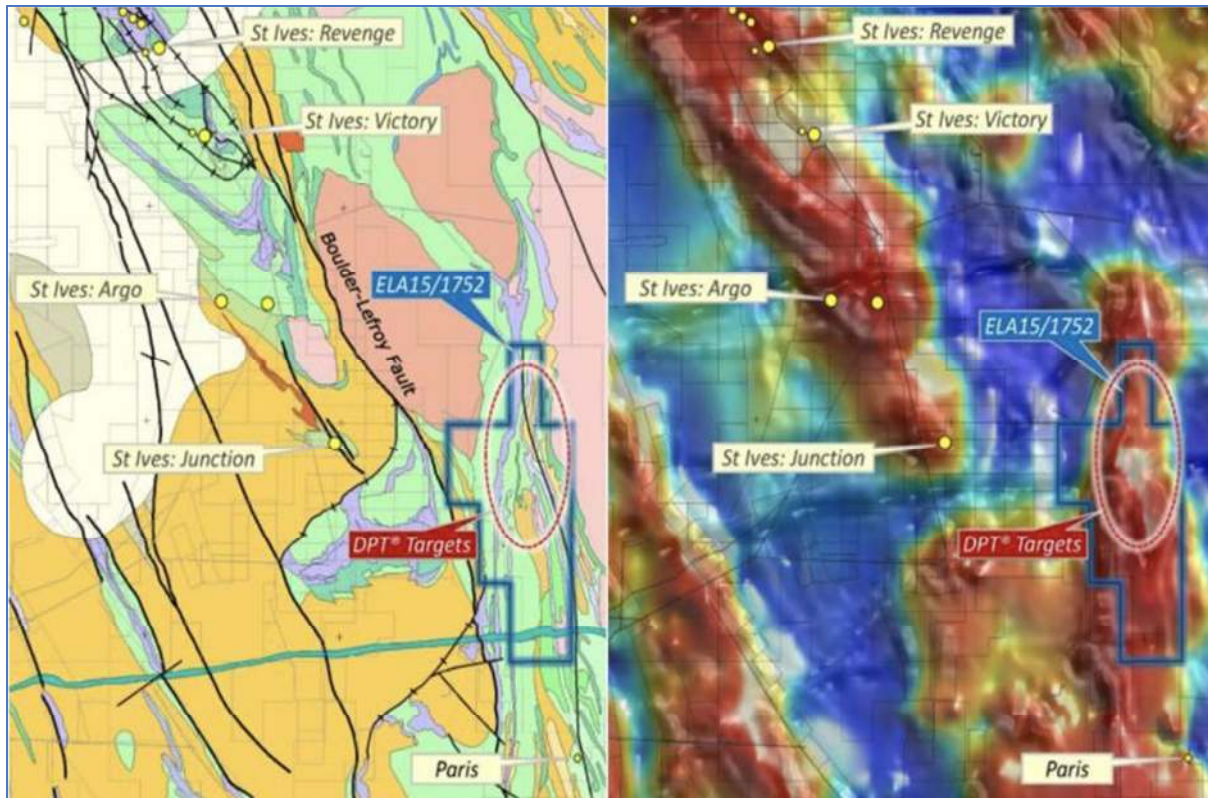 St Ives: Revenge
St Ives: Victory
Boulder-Lefroy Fault
ELA15/1752
St Ives: Argo
St Ives: Junction
DPT® Targets
Paris
St Ives: Revenge
St Ives: Victory
St Ives: Argo
ELA15/1752
St Ives: Junction
DPT® Targets
Paris